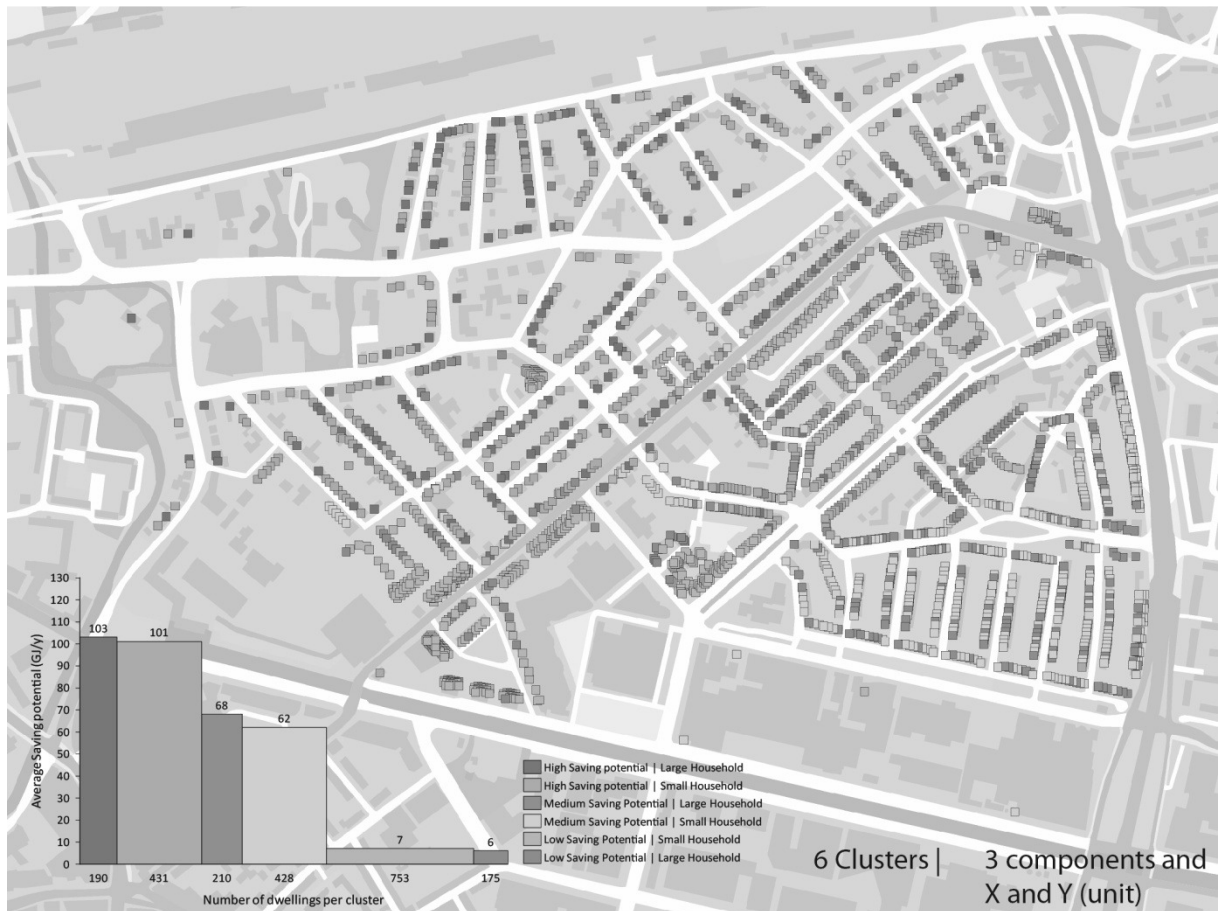 130
120
110
100
90
80
70
60
50
40
30
20
10
0
Average Saving potential (GJ/y)
103
101
68
62
7
6
190
431
210
428
753
175
Number of dwellings per cluster
High Saving potential | Large Household
High Saving potential | Small Household
Medium Saving Potential | Large Household
Medium Saving Potential | Small Household
Low Saving Potential | Small Household
Low Saving Potential | Large Household
6 Clusters | 3 components and
X and Y (unit)